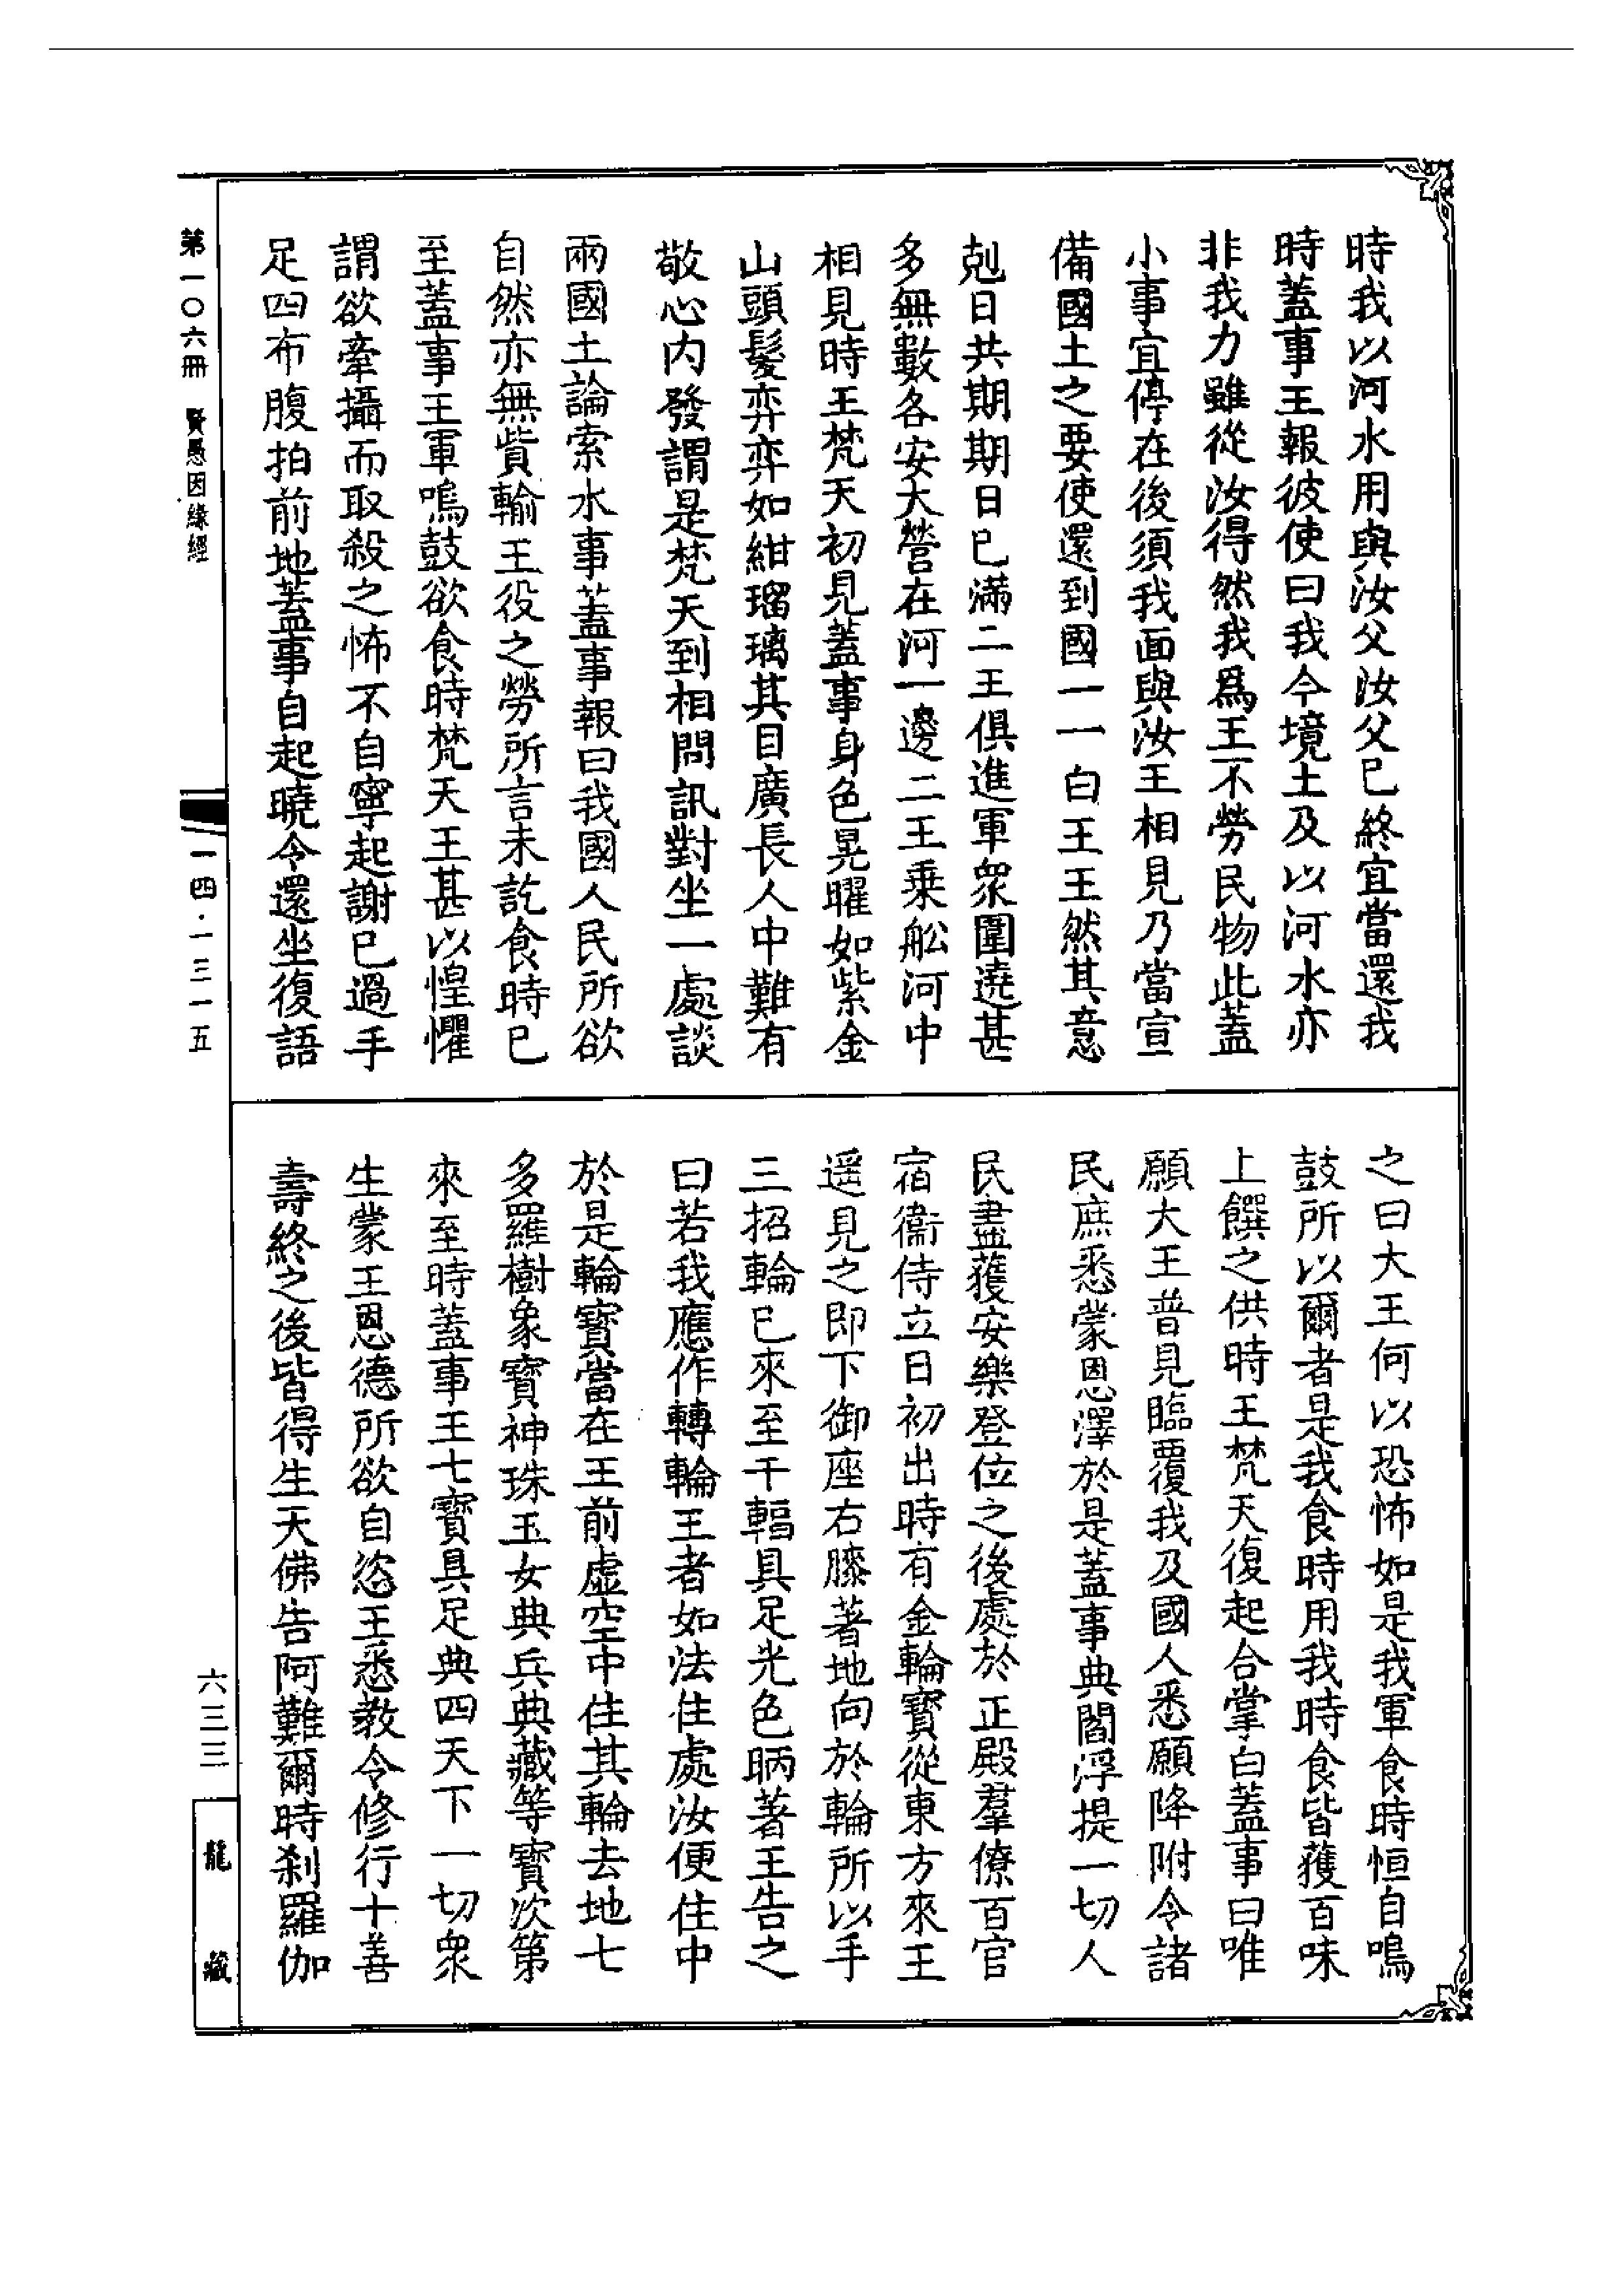 時我以河水用與汝父汝父已終宜當還我
時蓋事王報彼使曰我今境土及以河水亦
非我力雖從汝得然我爲王不勞民物此蓋
小事宜停在後須我面與汝王相見乃當宣
備國土之要使還到國一一白王王然其意
剋日共期期日已滿二王俱進軍衆圍遶甚
多無數各安大營在河一邊二王乗舩河中
相見時王梵天初見蓋事身色晃曜如紫金
山頭髮弈弈如紺瑠璃其目廣長人中難有
敬心内發謂是梵天到相問訊對坐一處談
兩國土論索水事蓋事報曰我國人民所欲
自然亦無貲輸王役之勞所言未訖食時已
至蓋事王軍鳴鼓欲食時梵天王甚以惶懼
謂欲牽攝而取殺之怖不自寧起謝已過手
足四布腹拍前地蓋事自起曉令還坐復語
之曰大王何以恐怖如是我軍食時恒自鳴
鼓所以爾者是我食時用我時食皆獲百味
上饌之供時王梵天復起合掌白蓋事曰唯
願大王普見臨覆我及國人悉願降附令諸
民庶悉蒙恩澤於是蓋事典閻浮提一切人
民盡獲安樂登位之後處於正殿羣僚百官
宿衞侍立日初出時有金輪寶從東方來王
遥見之即下御座右膝著地向於輪所以手
三招輪已來至千輻具足光色昞著王告之
曰若我應作轉輪王者如法住處汝便住中
於是輪寶當在王前虚空中住其輪去地七
多羅樹象寶神珠玉女典兵典藏等寶次第
來至時蓋事王七寶具足典四天下一切衆
生蒙王恩德所欲自恣王悉教令修行十善
壽終之後皆得生天佛告阿難爾時刹羅伽
第一〇六冊　賢愚因緣經
一四·一三一五
六三三
龍藏